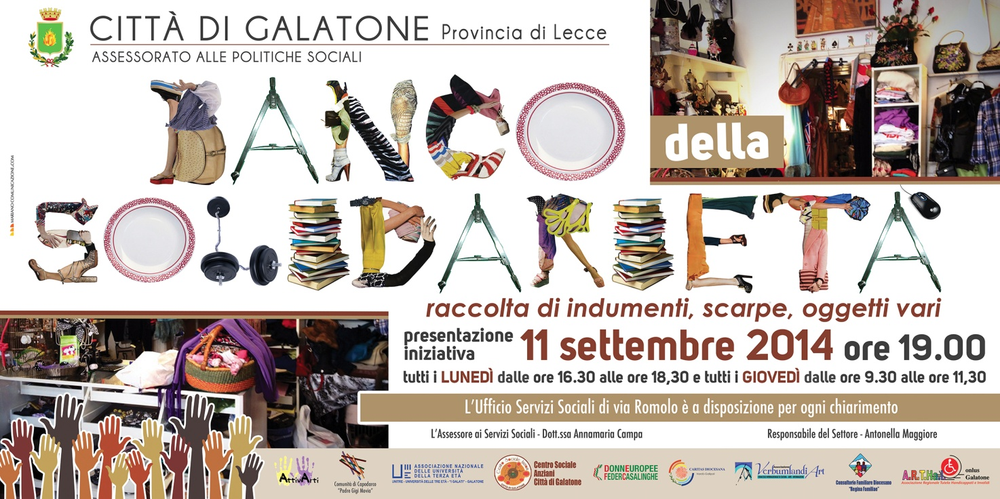 CITTÀ DI GALATONE Provincia di Lecce
ASSESSORATO ALLE POLITICHE SOCIALI
BANCO
della
SOLIDARIETÀ
MARIANO COMUNICAZIONE.COM
raccolta di indumenti, scarpe, oggetti vari
presentazione
iniziativa
11 settembre 2014 ore 19.00
tutti i LUNEDÌ dalle ore 16.30 alle ore 18,30 e tutti i GIOVEDÌ dalle ore 9.30 alle ore 11,30
L'Ufficio Servizi Sociali di via Romolo è a disposizione per ogni chiarimento
L'Assessore ai Servizi Sociali - Dott.ssa Annamaria Campa
Responsabile del Settore - Antonella Maggiore
AttivArti
Comunità di Capodarco
"Padre Gigi Movia"
ASSOCIAZIONE NAZIONALE
DELLE UNIVERSITÀ
DELLA TERZA ETÀ
UNITRE - UNIVERSITÀ DELLE TRE ETÀ - "I GALATI" - GALATONE
Centro Sociale
Anziani
Città di Galatone
DONNEUROPEE
FEDERCASALINGHE
CARITAS DIOCESANA
Nardò-Gallipoli
Associazione
VerbumlandiArt
Consultorio Familiare Diocesano
"Regina Familiae"
A.R.T.Ha.I.
onlus
Galatone
Associazione Regionale Tutela Handicappati e Invalidi